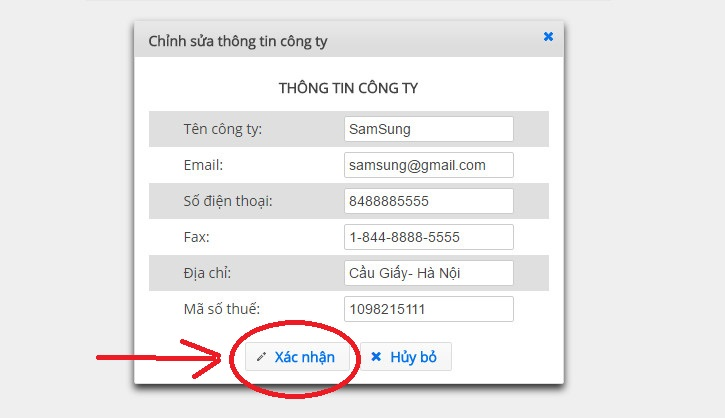 Chỉnh sửa thông tin công ty
THÔNG TIN CÔNG TY
Tên công ty: SamSung
Email: samsung@gmail.com
Số điện thoại: 8488885555
Fax: 1-844-8888-5555
Địa chỉ: Cầu Giấy- Hà Nội
Mã số thuế: 1098215111
Xác nhận Hủy bỏ